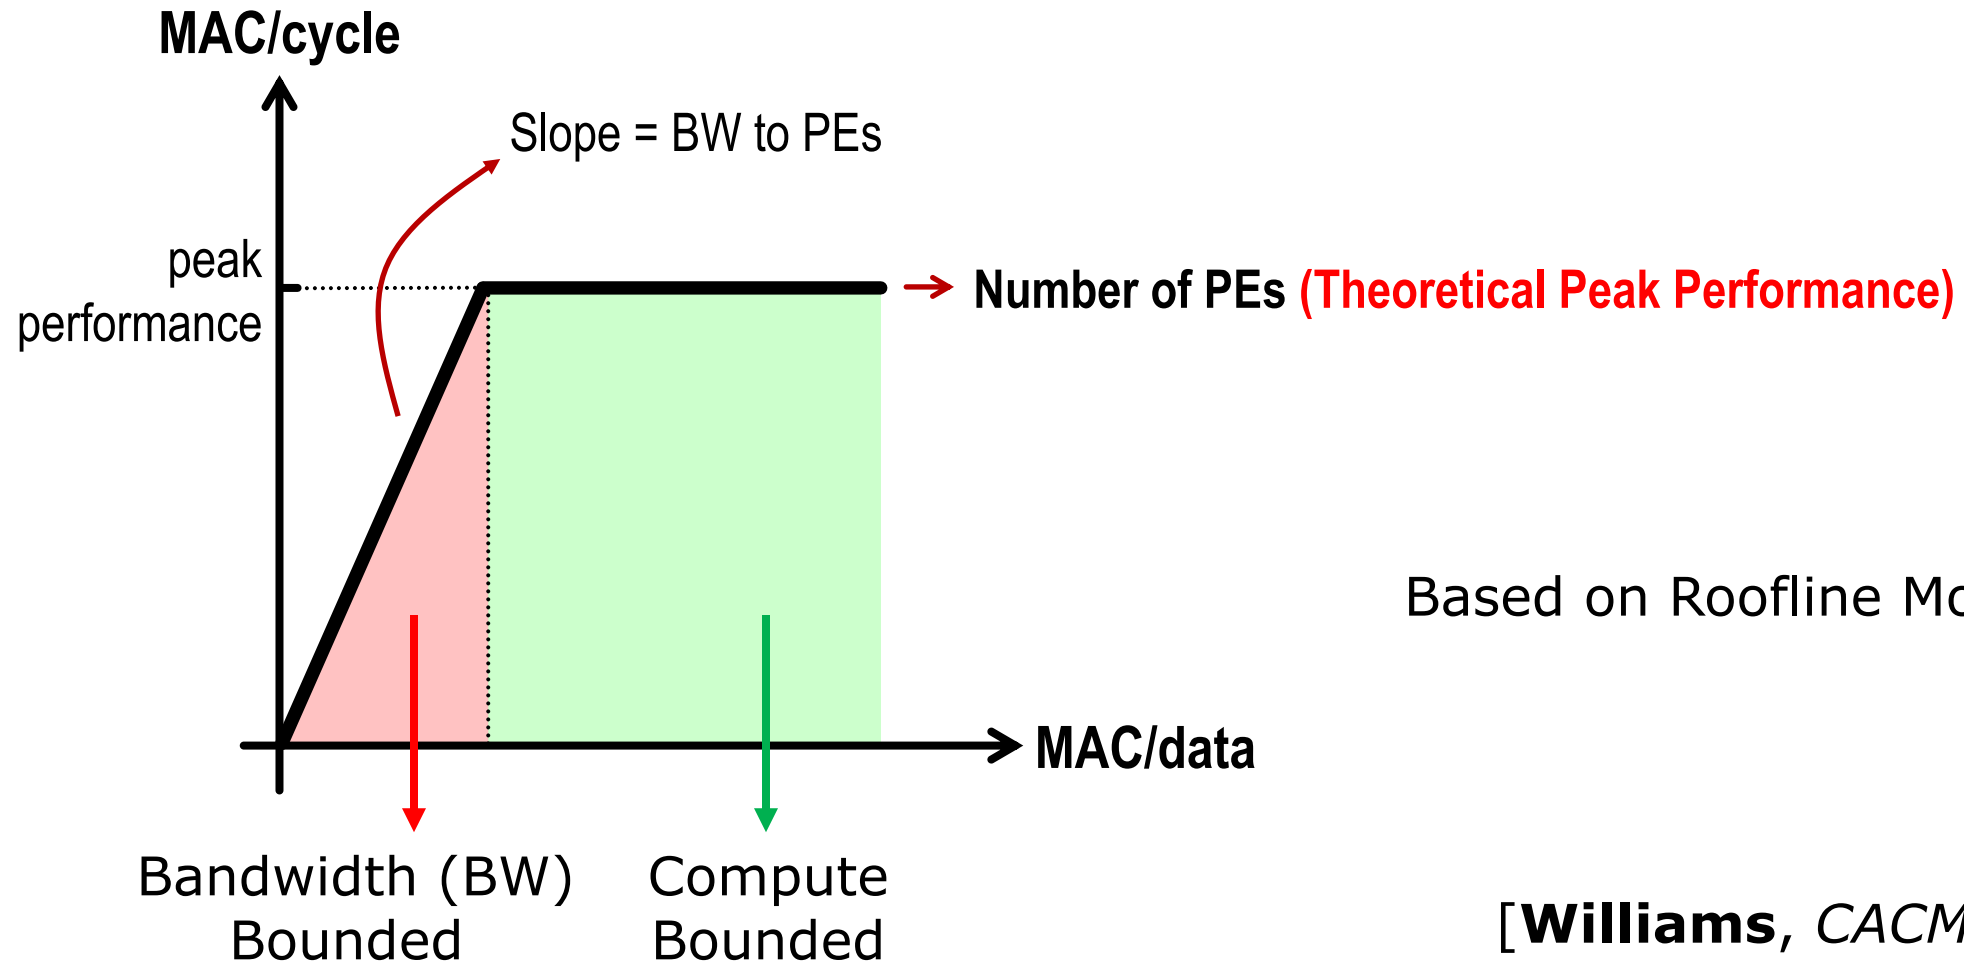 MAC/cycle
Slope = BW to PEs
peak
performance
Number of PEs (Theoretical Peak Performance)
Based on Roofline
MAC/data
Bandwidth (BW)
Bounded
Compute
Bounded
[Williams, CACM